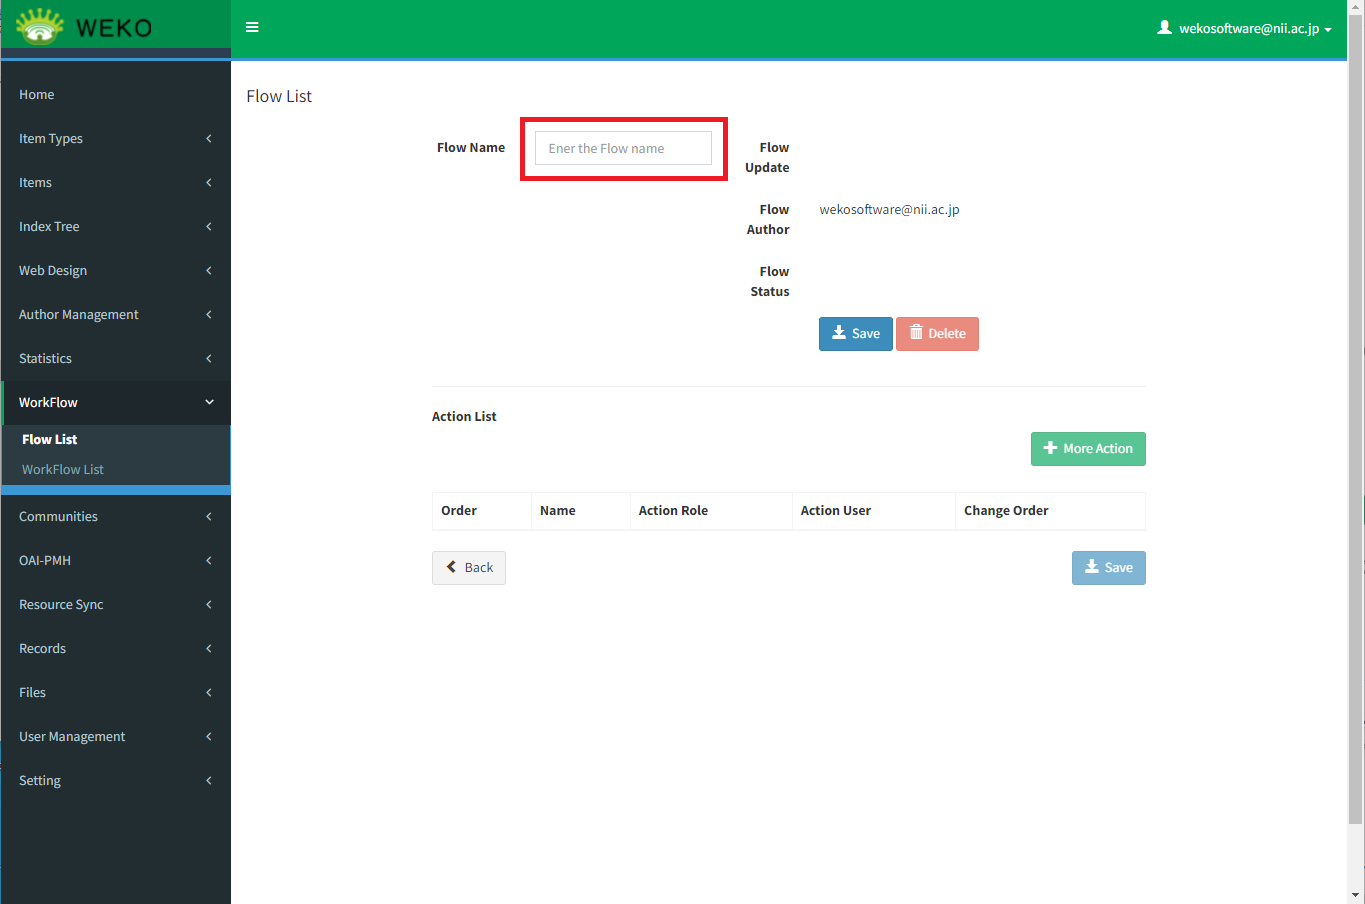 WEKO
wekosoftware@nii.ac.jp
Home
Item Types
Items
Index Tree
Web Design
Author Management
Statistics
WorkFlow
Flow List
WorkFlow List
Communities
OAI-PMH
Resource Sync
Records
Files
User Management
Setting
Flow List
Flow Name
Ener the Flow name
Flow
Update
Flow
Author
wekosoftware@nii.ac.jp
Flow
Status
Save Delete
Action List
More Action
Order Name Action Role Action User Change Order
Back Save